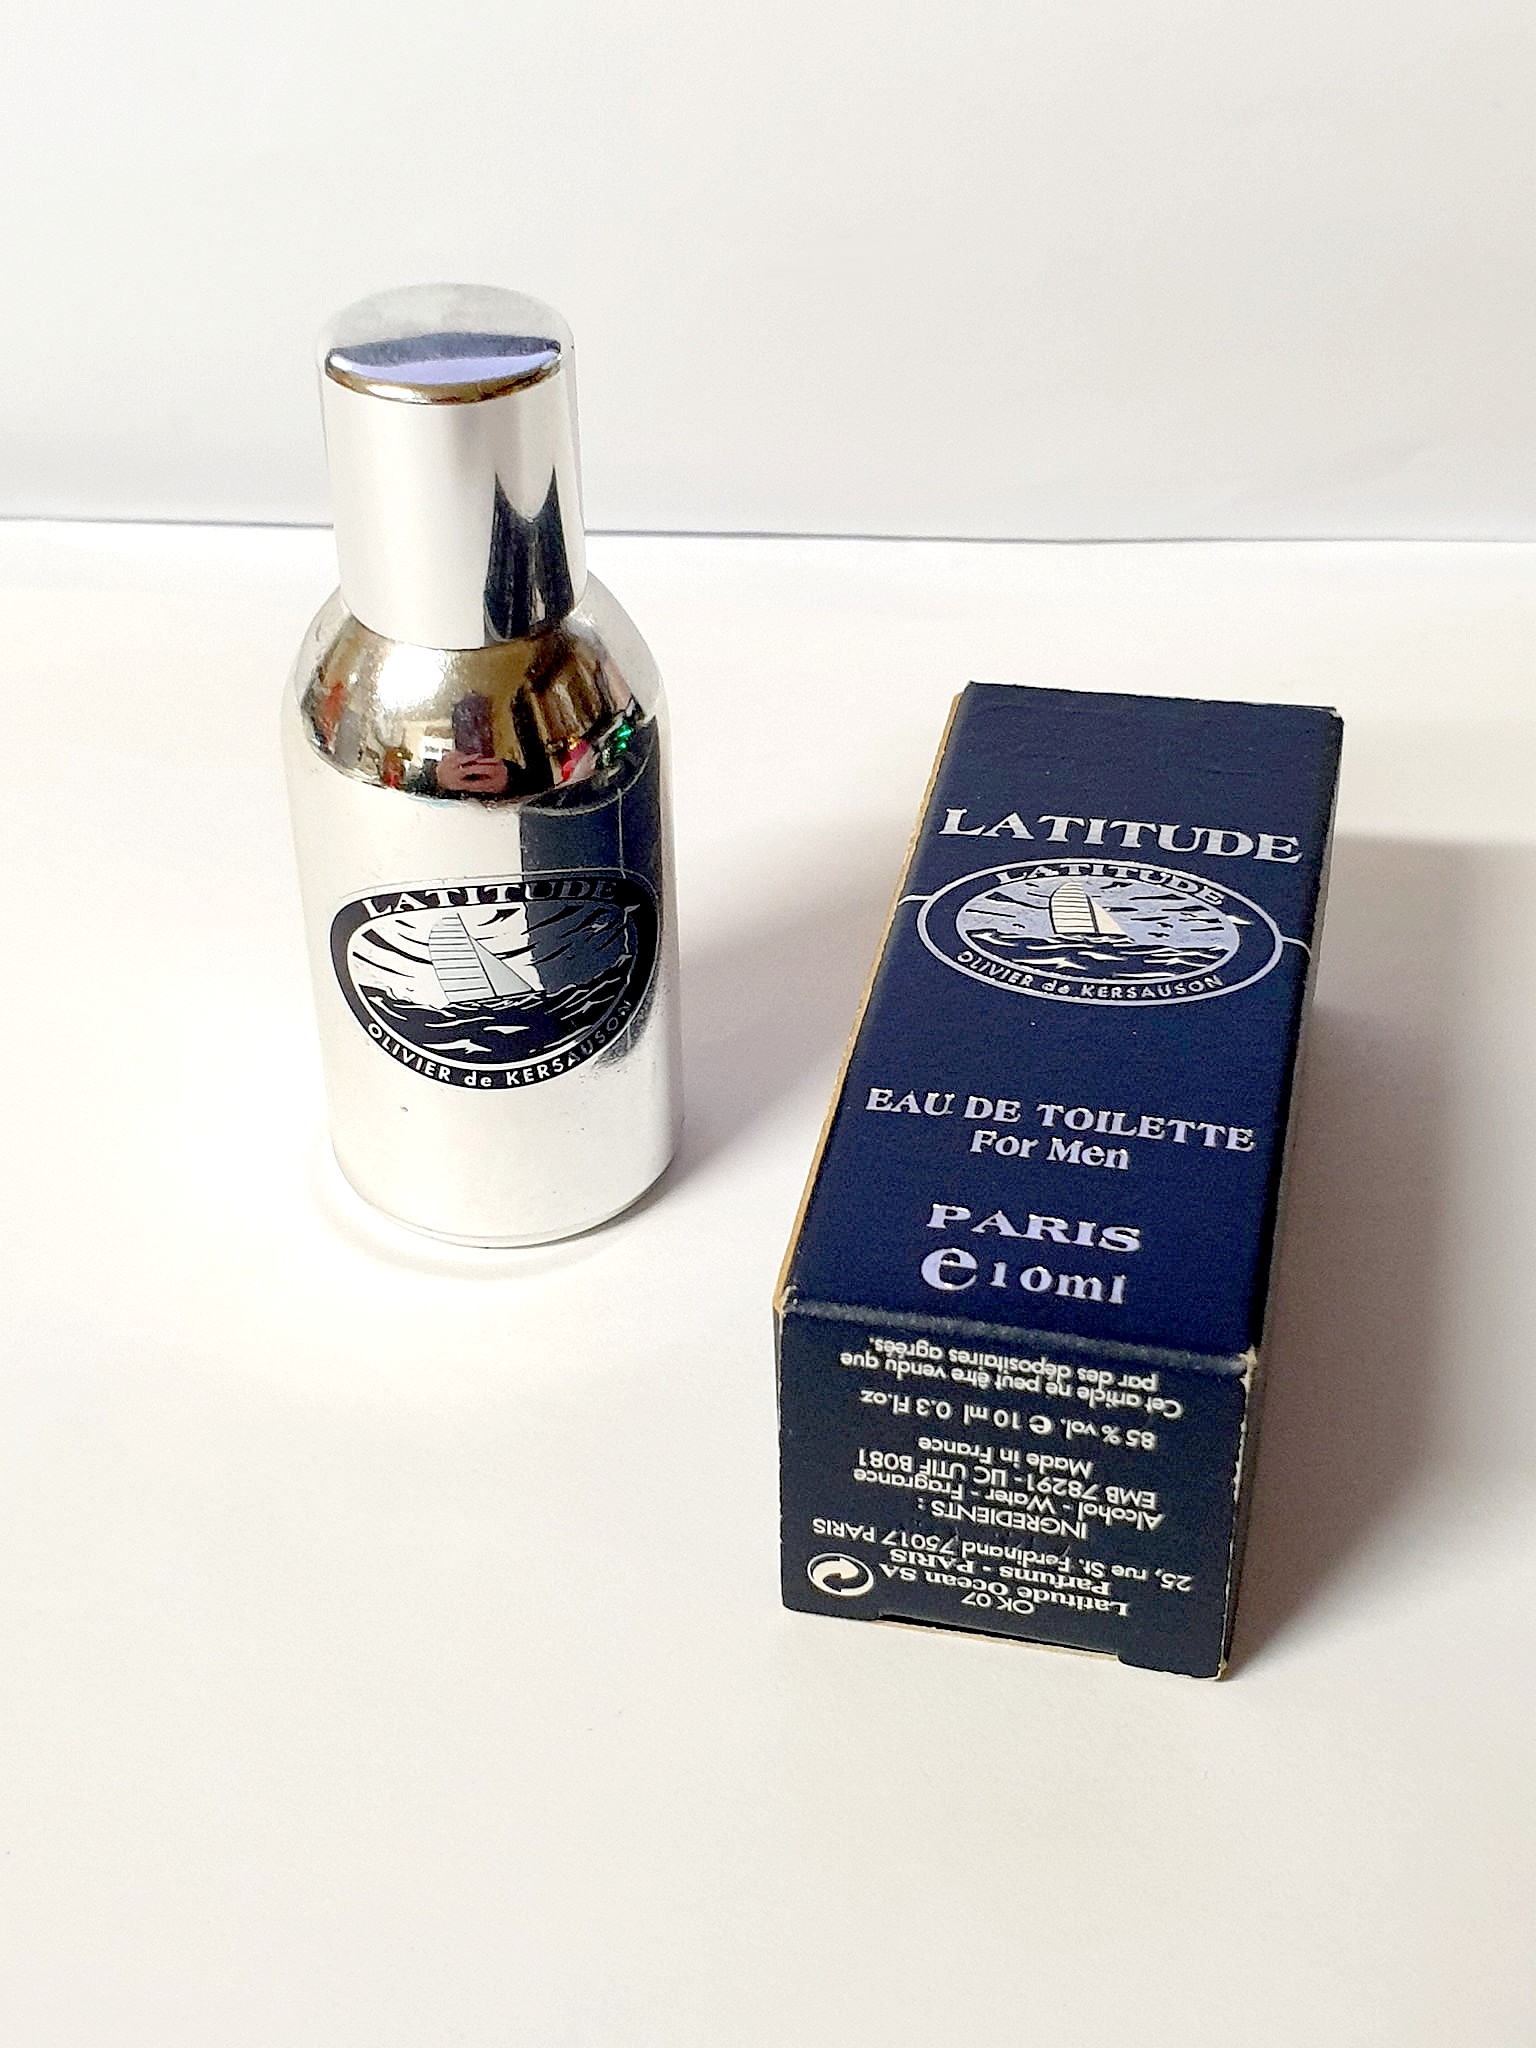 LATITUDE
OLIVIER de KERSAUSON
LATITUDE
LATITUDE
OLIVIER de KERSAUSON
EAU DE TOILETTE
For Men
PARIS
e 10ml
OK 07
Latitude Ocean SA
Parfums - PARIS
25, rue St. Ferdinand 75017 PARIS
INGREDIENTS :
Alcohol - Water - Fragrance
EMB 78291 - LIC UTIF B081
Made in France
85 % vol. e 10 ml 0.3 Fl.oz
Cet article ne peut être vendu que
par des dépositaires agréés.